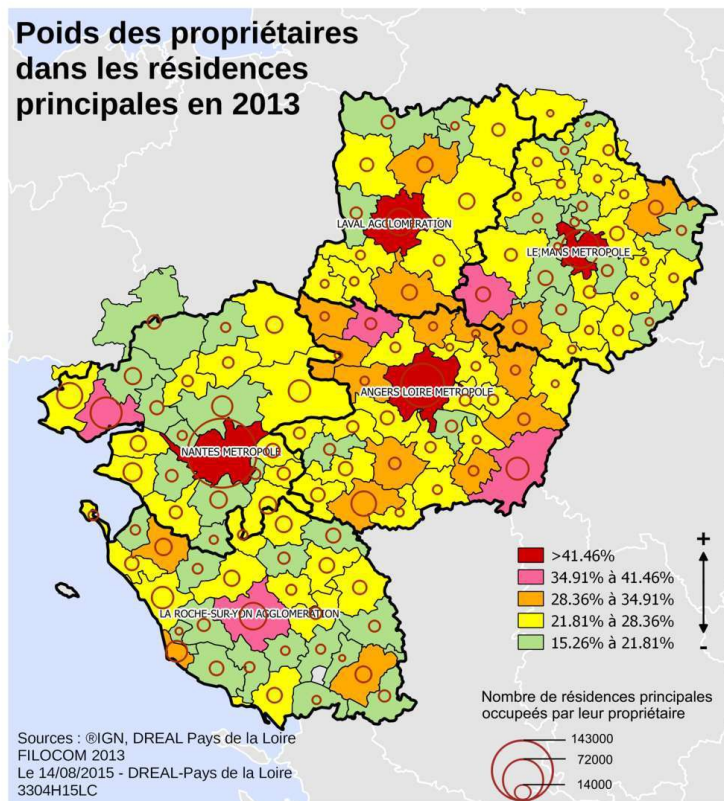 Poids des propriétaires
dans les résidences
principales en 2013
LAVAL AGGLOMERATION
LE MANS METROPOLE
ANGERS LOIRE METROPOLE
NANTES METROPOLE
LA ROCHE-SUR-YON AGGLOMERATION
+
>41.46%
34.91% à 41.46%
28.36% à 34.91%
21.81% à 28.36%
15.26% à 21.81%
-
Nombre de résidences principales
occupeés par leur propriétaire
143000
72000
14000
Sources : ®IGN, DREAL Pays de la Loire
FILOCOM 2013
Le 14/08/2015 - DREAL-Pays de la Loire
3304H15LC